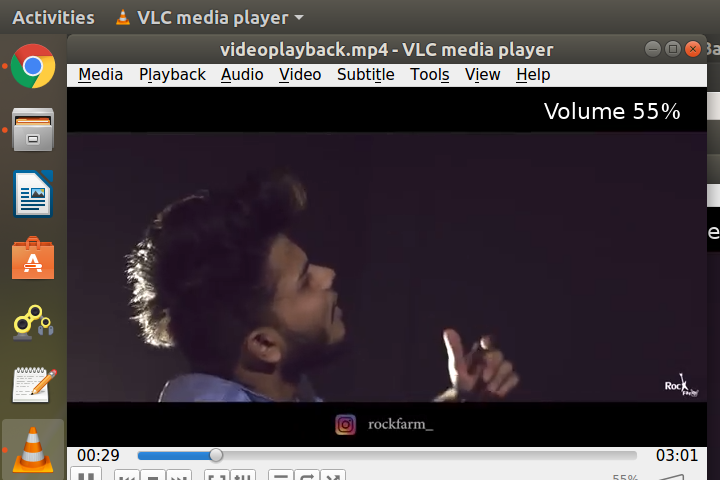 Activities
VLC media player
videoplayback.mp4 - VLC media player
Media Playback Audio Video Subtitle Tools View Help
Volume 55%
Rock
rockfarm_
00:29
03:01
55%